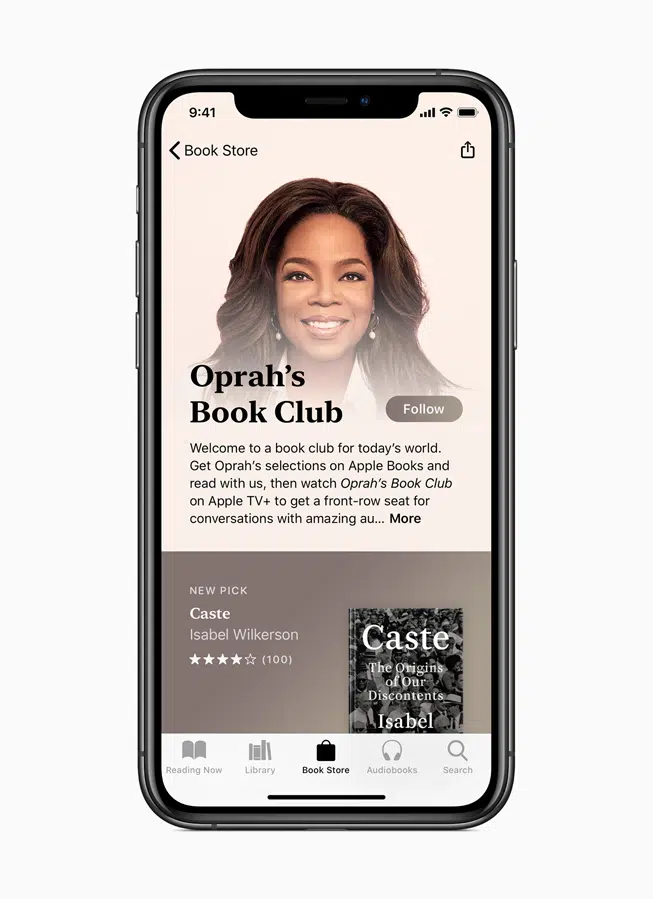 9:41
Book Store
Oprah’s
Book Club
Follow
Welcome to a book club for today’s world.
Get Oprah’s selections on Apple Books and
read with us, then watch Oprah’s Book Club
on Apple TV+ to get a front-row seat for
conversations with amazing au... More
NEW PICK
Caste
Isabel Wilkerson
(100)
Caste
The Origins
of Our
Discontents
Isabel
Reading Now
Library
Book Store
Audiobooks
Search